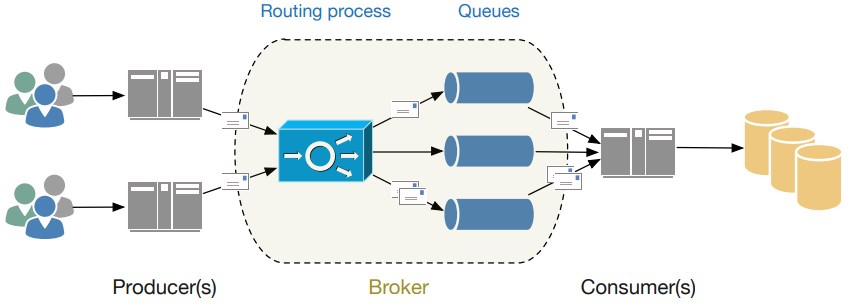 Routing process
Queues
Producer(s)
Broker
Consumer(s)